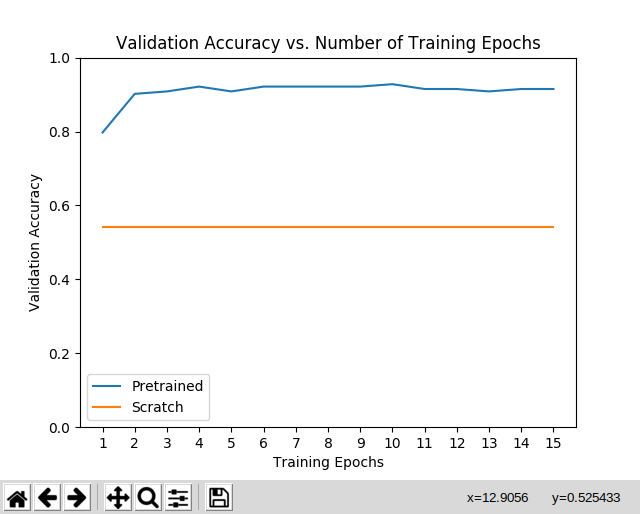 Validation Accuracy vs. Number of Training Epochs
1.0
0.8
0.6
0.4
0.2
0.0
Validation Accuracy
Pretrained
Scratch
1 2 3 4 5 6 7 8 9 10 11 12 13 14 15
Training Epochs
x=12.9056 y=0.525433